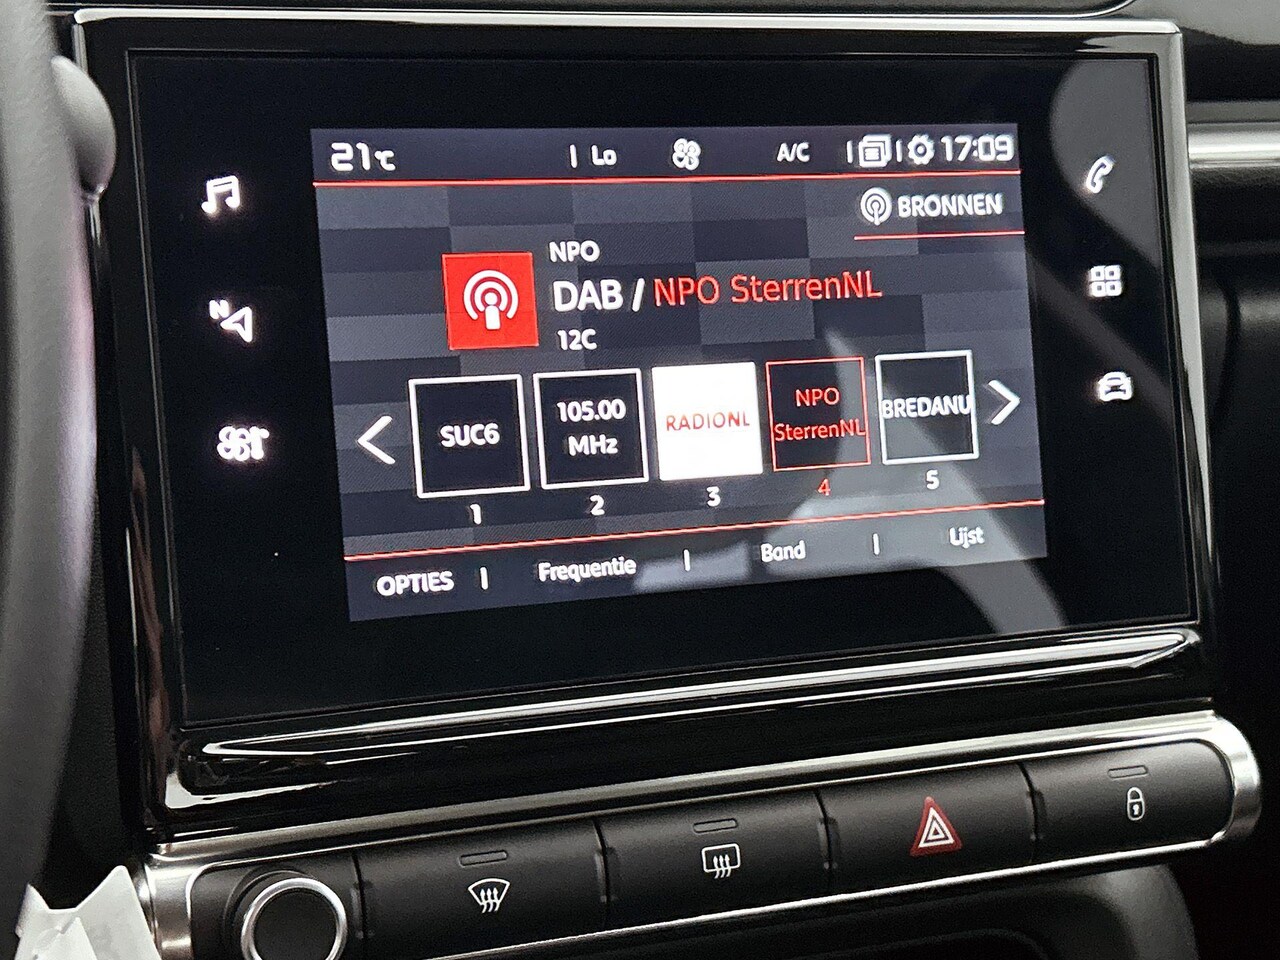 21°C | Lo A/C 17:09
BRONNEN
NPO
DAB / NPO SterrenNL
12C
SUC6
105.00
MHz
RADIONL
NPO
SterrenNL
BREDANU
1 2 3 4 5
OPTIES | Frequentie | Band | Lijst
N